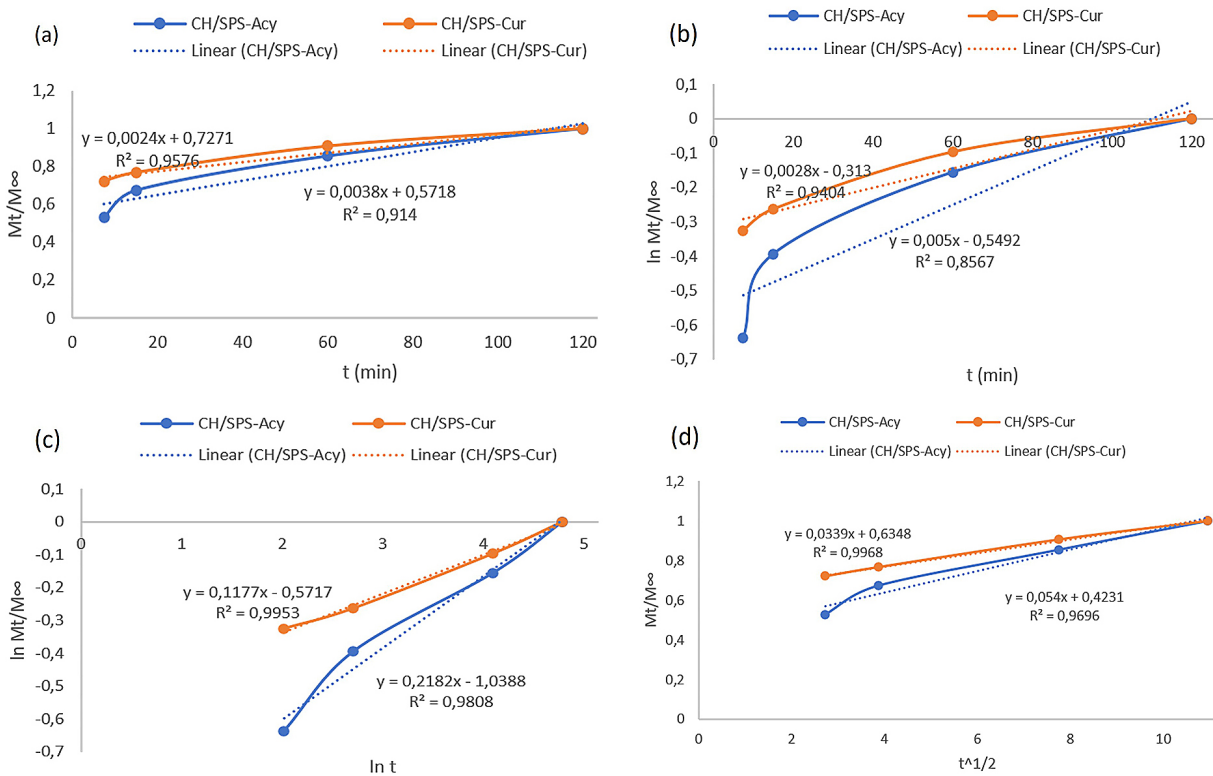 (a)
CH/SPS-Acy
CH/SPS-Cur
Linear (CH/SPS-Acy)
Linear (CH/SPS-Cur)
1,2
1
0,8
0,6
0,4
0,2
0
Mt/M∞
y = 0,0024x + 0,7271
R² = 0,9576
y = 0,0038x + 0,5718
R² = 0,914
0 20 40 60 80 100 120
t (min)
(b)
CH/SPS-Acy
CH/SPS-Cur
Linear (CH/SPS-Acy)
Linear (CH/SPS-Cur)
0,1
0
-0,1
-0,2
-0,3
-0,4
-0,5
-0,6
-0,7
ln Mt/M∞
0 20 40 60 80 100 120
y = 0,0028x - 0,313
R² = 0,9404
y = 0,005x - 0,5492
R² = 0,8567
t (min)
(c)
CH/SPS-Acy
CH/SPS-Cur
Linear (CH/SPS-Acy)
Linear (CH/SPS-Cur)
0,1
0
-0,1
-0,2
-0,3
-0,4
-0,5
-0,6
-0,7
ln Mt/M∞
0 1 2 3 4 5
y = 0,1177x - 0,5717
R² = 0,9953
y = 0,2182x - 1,0388
R² = 0,9808
ln t
(d)
CH/SPS-Acy
CH/SPS-Cur
Linear (CH/SPS-Acy)
Linear (CH/SPS-Cur)
1,2
1
0,8
0,6
0,4
0,2
0
Mt/M∞
y = 0,0339x + 0,6348
R² = 0,9968
y = 0,054x + 0,4231
R² = 0,9696
0 2 4 6 8 10
t^1/2